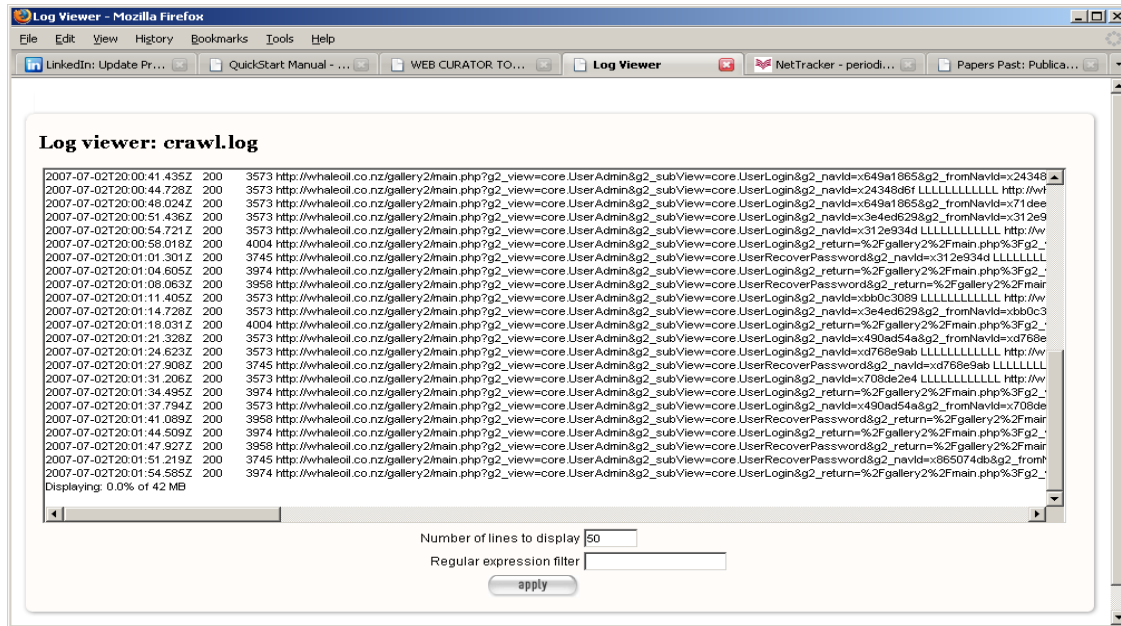 Log Viewer - Mozilla Firefox
File Edit View History Bookmarks Tools Help
LinkedIn: Update Pr... QuickStart Manual - ... WEB CURATOR TO... Log Viewer NetTracker - periodi... Papers Past: Publica...
Log viewer: crawl.log
2007-07-02T20:00:41.435Z 200 3573 http://whaleoil.co.nz/gallery2/main.php?g2_view=core.UserAdmin&g2_subView=core.UserLogin&g2_navId=x649a1865&g2_fromNavId=x24348
2007-07-02T20:00:44.728Z 200 3573 http://whaleoil.co.nz/gallery2/main.php?g2_view=core.UserAdmin&g2_subView=core.UserLogin&g2_navId=x24348d6f LLLLLLLLLLLL http://wh
2007-07-02T20:00:48.024Z 200 3573 http://whaleoil.co.nz/gallery2/main.php?g2_view=core.UserAdmin&g2_subView=core.UserLogin&g2_navId=x649a1865&g2_fromNavId=x71dee
2007-07-02T20:00:51.436Z 200 3573 http://whaleoil.co.nz/gallery2/main.php?g2_view=core.UserAdmin&g2_subView=core.UserLogin&g2_navId=x3e4ed629&g2_fromNavId=x312e9
2007-07-02T20:00:54.721Z 200 3573 http://whaleoil.co.nz/gallery2/main.php?g2_view=core.UserAdmin&g2_subView=core.UserLogin&g2_navId=x312e934d LLLLLLLLLLLL http://w
2007-07-02T20:00:58.018Z 200 4004 http://whaleoil.co.nz/gallery2/main.php?g2_view=core.UserAdmin&g2_subView=core.UserLogin&g2_return=%2Fgallery2%2Fmain.php%3Fg2_
2007-07-02T20:01:01.301Z 200 3745 http://whaleoil.co.nz/gallery2/main.php?g2_view=core.UserAdmin&g2_subView=core.UserRecoverPassword&g2_navId=x312e934d LLLLLLLL
2007-07-02T20:01:04.605Z 200 3974 http://whaleoil.co.nz/gallery2/main.php?g2_view=core.UserAdmin&g2_subView=core.UserLogin&g2_return=%2Fgallery2%2Fmain.php%3Fg2_
2007-07-02T20:01:08.063Z 200 3958 http://whaleoil.co.nz/gallery2/main.php?g2_view=core.UserAdmin&g2_subView=core.UserRecoverPassword&g2_return=%2Fgallery2%2Fmain
2007-07-02T20:01:11.405Z 200 3573 http://whaleoil.co.nz/gallery2/main.php?g2_view=core.UserAdmin&g2_subView=core.UserLogin&g2_navId=xbb0c3089 LLLLLLLLLLLL http://w
2007-07-02T20:01:14.728Z 200 3573 http://whaleoil.co.nz/gallery2/main.php?g2_view=core.UserAdmin&g2_subView=core.UserLogin&g2_navId=x3e4ed629&g2_fromNavId=xbb0c3
2007-07-02T20:01:18.031Z 200 4004 http://whaleoil.co.nz/gallery2/main.php?g2_view=core.UserAdmin&g2_subView=core.UserLogin&g2_return=%2Fgallery2%2Fmain.php%3Fg2_
2007-07-02T20:01:21.328Z 200 3573 http://whaleoil.co.nz/gallery2/main.php?g2_view=core.UserAdmin&g2_subView=core.UserLogin&g2_navId=x490ad54a&g2_fromNavId=xd768e
2007-07-02T20:01:24.623Z 200 3573 http://whaleoil.co.nz/gallery2/main.php?g2_view=core.UserAdmin&g2_subView=core.UserLogin&g2_navId=xd768e9ab LLLLLLLLLLLL http://w
2007-07-02T20:01:27.908Z 200 3745 http://whaleoil.co.nz/gallery2/main.php?g2_view=core.UserAdmin&g2_subView=core.UserRecoverPassword&g2_navId=xd768e9ab LLLLLLLL
2007-07-02T20:01:31.206Z 200 3573 http://whaleoil.co.nz/gallery2/main.php?g2_view=core.UserAdmin&g2_subView=core.UserLogin&g2_navId=x708de2e4 LLLLLLLLLLLL http://w
2007-07-02T20:01:34.495Z 200 3974 http://whaleoil.co.nz/gallery2/main.php?g2_view=core.UserAdmin&g2_subView=core.UserLogin&g2_return=%2Fgallery2%2Fmain.php%3Fg2_
2007-07-02T20:01:37.794Z 200 3573 http://whaleoil.co.nz/gallery2/main.php?g2_view=core.UserAdmin&g2_subView=core.UserLogin&g2_navId=x490ad54a&g2_fromNavId=x708de
2007-07-02T20:01:41.089Z 200 3958 http://whaleoil.co.nz/gallery2/main.php?g2_view=core.UserAdmin&g2_subView=core.UserRecoverPassword&g2_return=%2Fgallery2%2Fmain
2007-07-02T20:01:44.509Z 200 3974 http://whaleoil.co.nz/gallery2/main.php?g2_view=core.UserAdmin&g2_subView=core.UserLogin&g2_return=%2Fgallery2%2Fmain.php%3Fg2_
2007-07-02T20:01:47.927Z 200 3958 http://whaleoil.co.nz/gallery2/main.php?g2_view=core.UserAdmin&g2_subView=core.UserRecoverPassword&g2_return=%2Fgallery2%2Fmain
2007-07-02T20:01:51.219Z 200 3745 http://whaleoil.co.nz/gallery2/main.php?g2_view=core.UserAdmin&g2_subView=core.UserRecoverPassword&g2_navId=x865074db&g2_from
2007-07-02T20:01:54.585Z 200 3974 http://whaleoil.co.nz/gallery2/main.php?g2_view=core.UserAdmin&g2_subView=core.UserLogin&g2_return=%2Fgallery2%2Fmain.php%3Fg2_
Displaying: 0.0% of 42 MB
Number of lines to display 50
Regular expression filter
apply